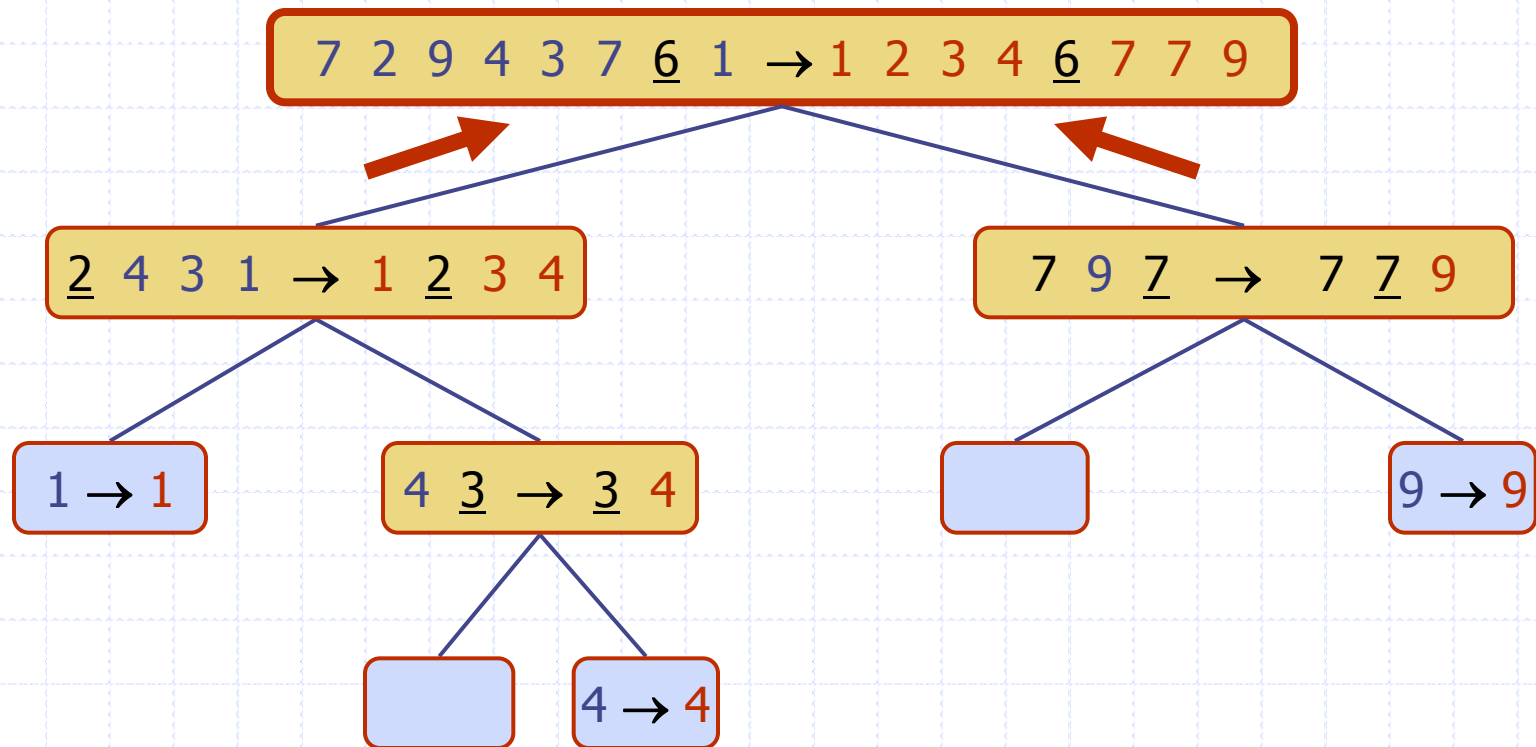 7 2 9 4 3 7 6 1 → 1 2 3 4 6 7 7 9
2 4 3 1 → 1 2 3 4
7 9 7 → 7 7 9
1 → 1
4 3 → 3 4
9 → 9
4 → 4